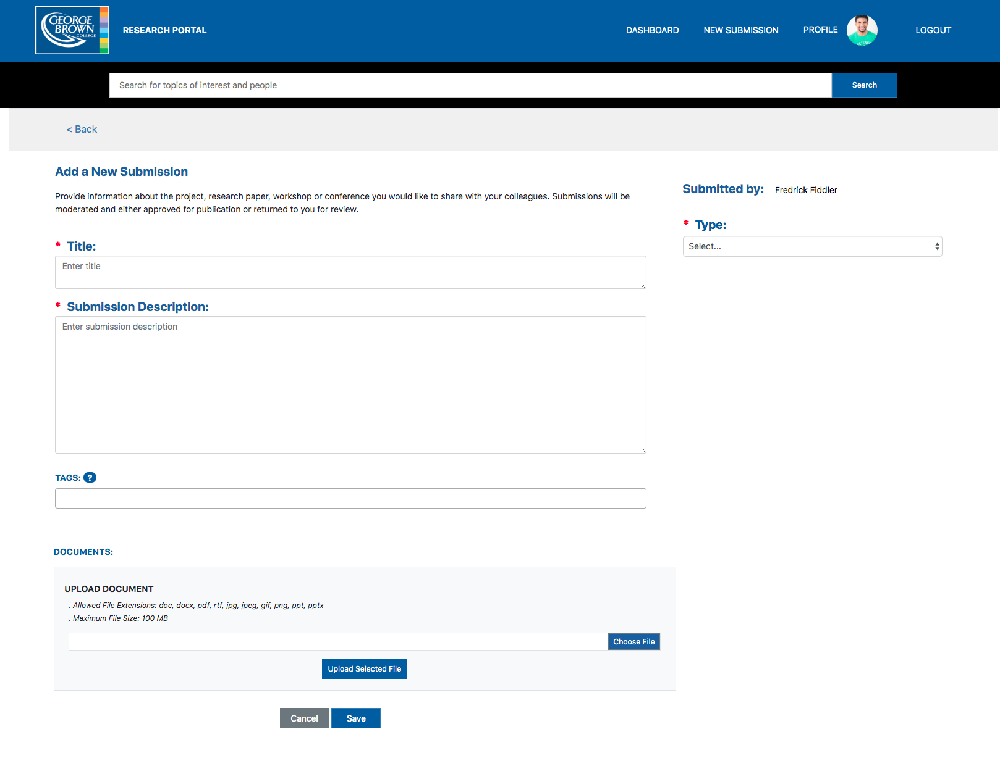 GEORGE
BROWN
COLLEGE
RESEARCH PORTAL
DASHBOARD
NEW SUBMISSION
PROFILE
LOGOUT
Search for topics of interest and people
Search
< Back
Add a New Submission
Provide information about the project, research paper, workshop or conference you would like to share with your colleagues. Submissions will be
moderated and either approved for publication or returned to you for review.
Submitted by: Fredrick Fiddler
* Type:
Select...
* Title:
Enter title
* Submission Description:
Enter submission description
TAGS: ?
DOCUMENTS:
UPLOAD DOCUMENT
. Allowed File Extensions: doc, docx, pdf, rtf, jpg, jpeg, gif, png, ppt, pptx
. Maximum File Size: 100 MB
Choose File
Upload Selected File
Cancel
Save